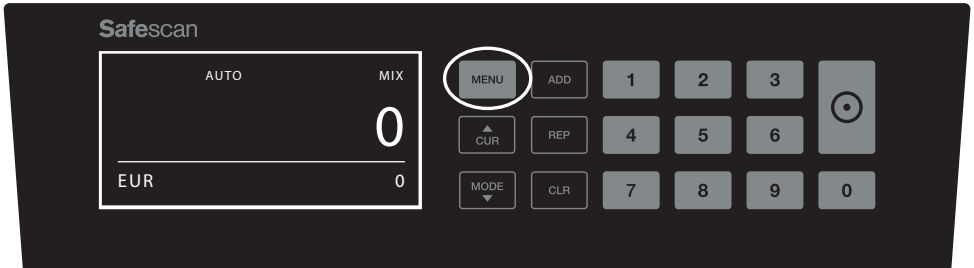 Safescan
AUTO MIX
0
EUR 0
MENU ADD 1 2 3
CUR REP 4 5 6
MODE CLR 7 8 9 0